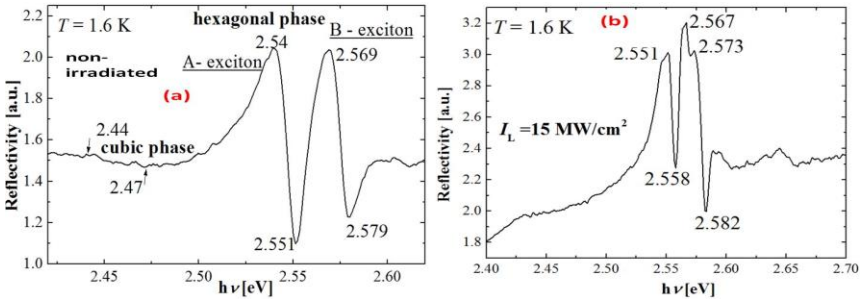 hexagonal phase
T = 1.6 K
2.54
B - exciton
non-irradiated
A- exciton
2.569
(a)
2.44
cubic phase
2.47
2.551
2.579
Reflectivity [a.u.]
2.2
2.0
1.8
1.6
1.4
1.2
1.0
2.45
2.50
2.55
2.60
hν [eV]
T = 1.6 K
(b)
2.567
2.551
2.573
I_L =15 MW/cm²
2.558
2.582
Reflectivity [a.u.]
3.2
3.0
2.8
2.6
2.4
2.2
2.0
1.8
2.40
2.45
2.50
2.55
2.60
2.65
2.70
hν [eV]